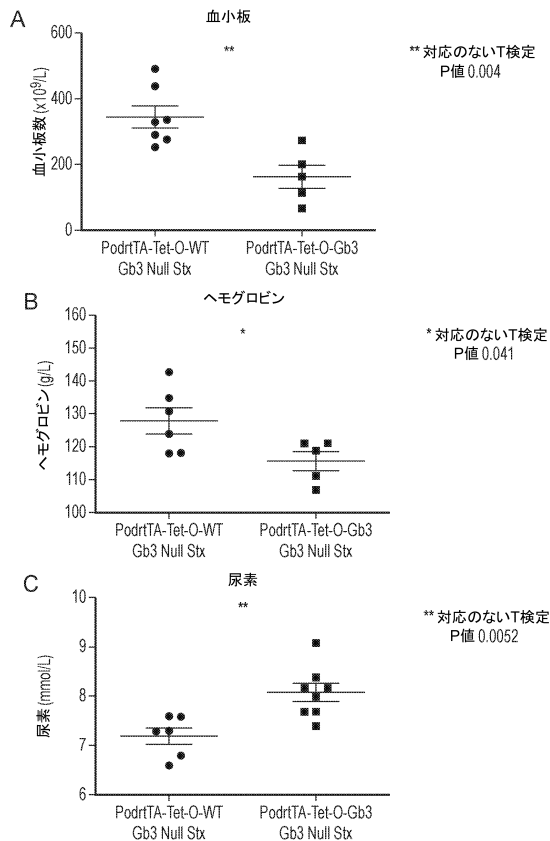 A
血小板
600
400
200
0
血小板数 (x10⁹/L)
**
** 対応のないT検定
P値 0.004
PodrtTA-Tet-O-WT
Gb3 Null Stx
PodrtTA-Tet-O-Gb3
Gb3 Null Stx
B
ヘモグロビン
160
150
140
130
120
110
100
ヘモグロビン (g/L)
*
* 対応のないT検定
P値 0.041
PodrtTA-Tet-O-WT
Gb3 Null Stx
PodrtTA-Tet-O-Gb3
Gb3 Null Stx
C
尿素
10
9
8
7
6
尿素 (mmol/L)
**
** 対応のないT検定
P値 0.0052
PodrtTA-Tet-O-WT
Gb3 Null Stx
PodrtTA-Tet-O-Gb3
Gb3 Null Stx